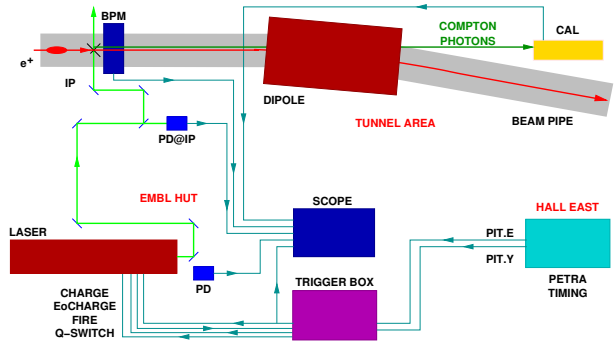 BPM
COMPTON
PHOTONS
CAL
e+
IP
DIPOLE
TUNNEL AREA
BEAM PIPE
PD@IP
EMBL HUT
SCOPE
HALL EAST
LASER
PIT.E
PIT.Y
PD
TRIGGER BOX
PETRA
TIMING
CHARGE
EoCHARGE
FIRE
Q-SWITCH